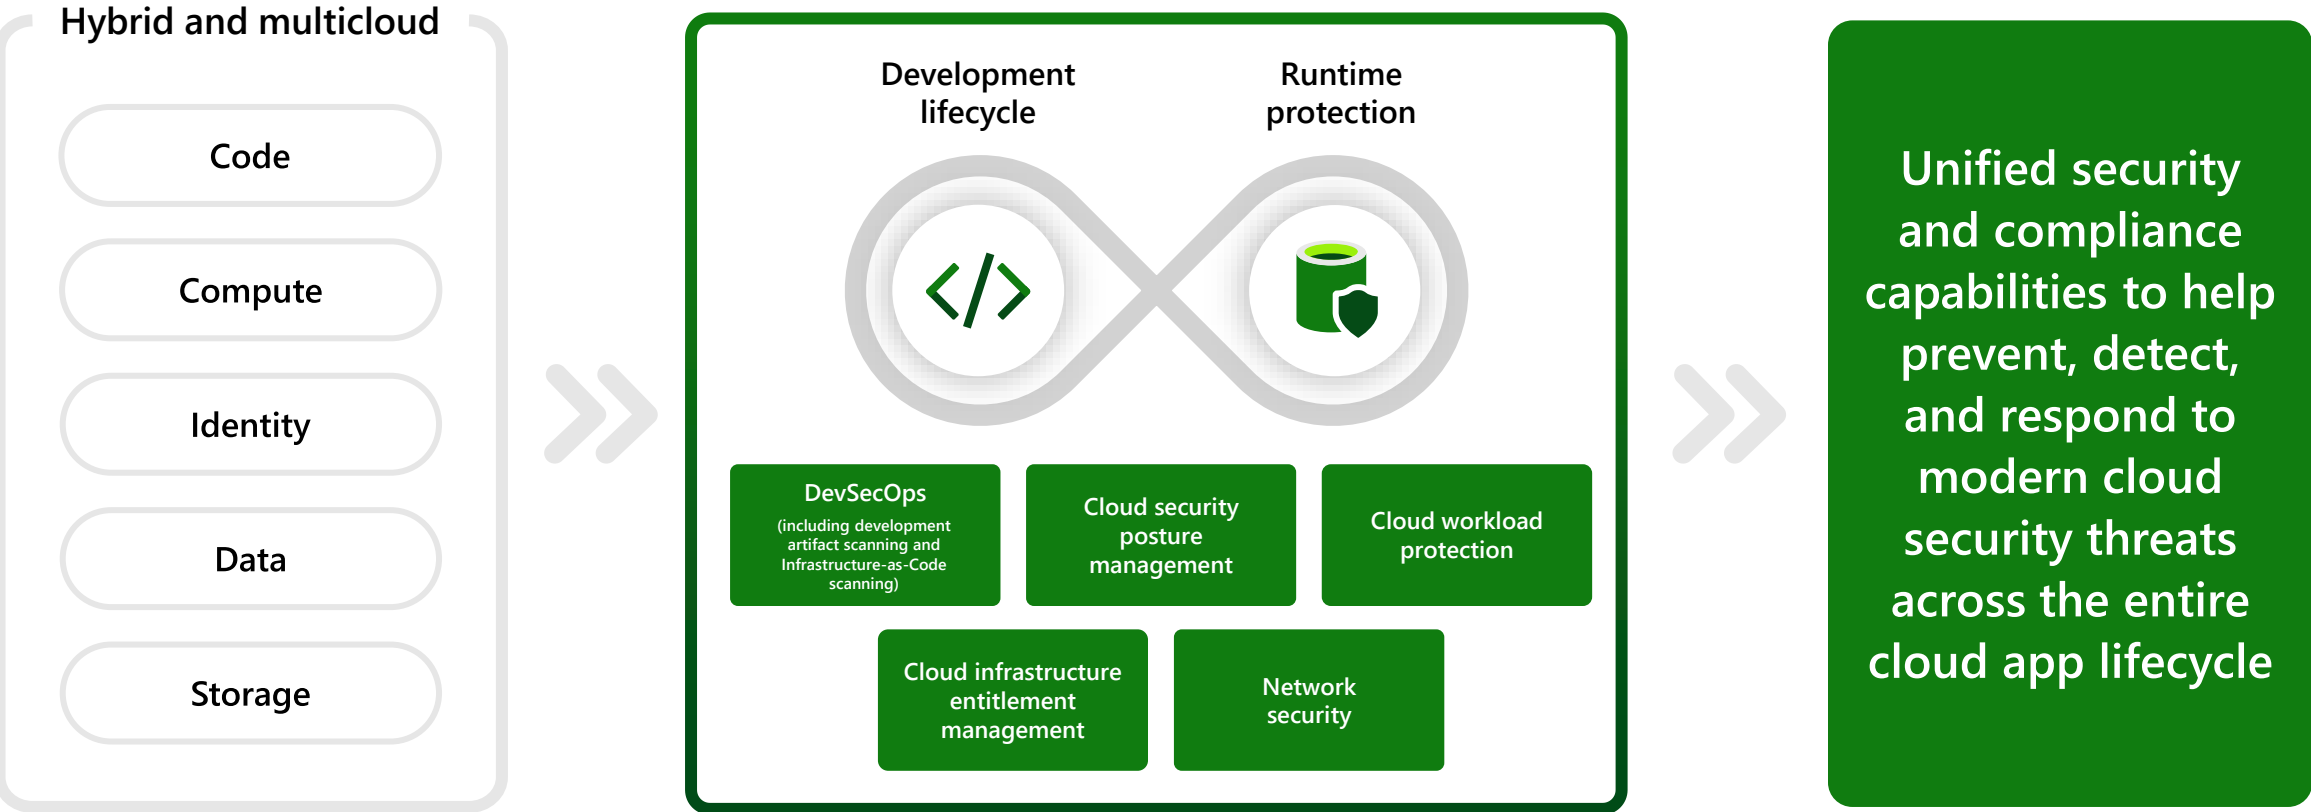 Hybrid and multicloud
Code
Compute
Identity
Data
Storage
Development
lifecycle
Runtime
protection
DevSecOps
(including development
artifact scanning and
Infrastructure-as-Code
scanning)
Cloud security
posture
management
Cloud workload
protection
Cloud infrastructure
entitlement
management
Network
security
Unified security
and compliance
capabilities to help
prevent, detect,
and respond to
modern cloud
security threats
across the entire
cloud app lifecycle